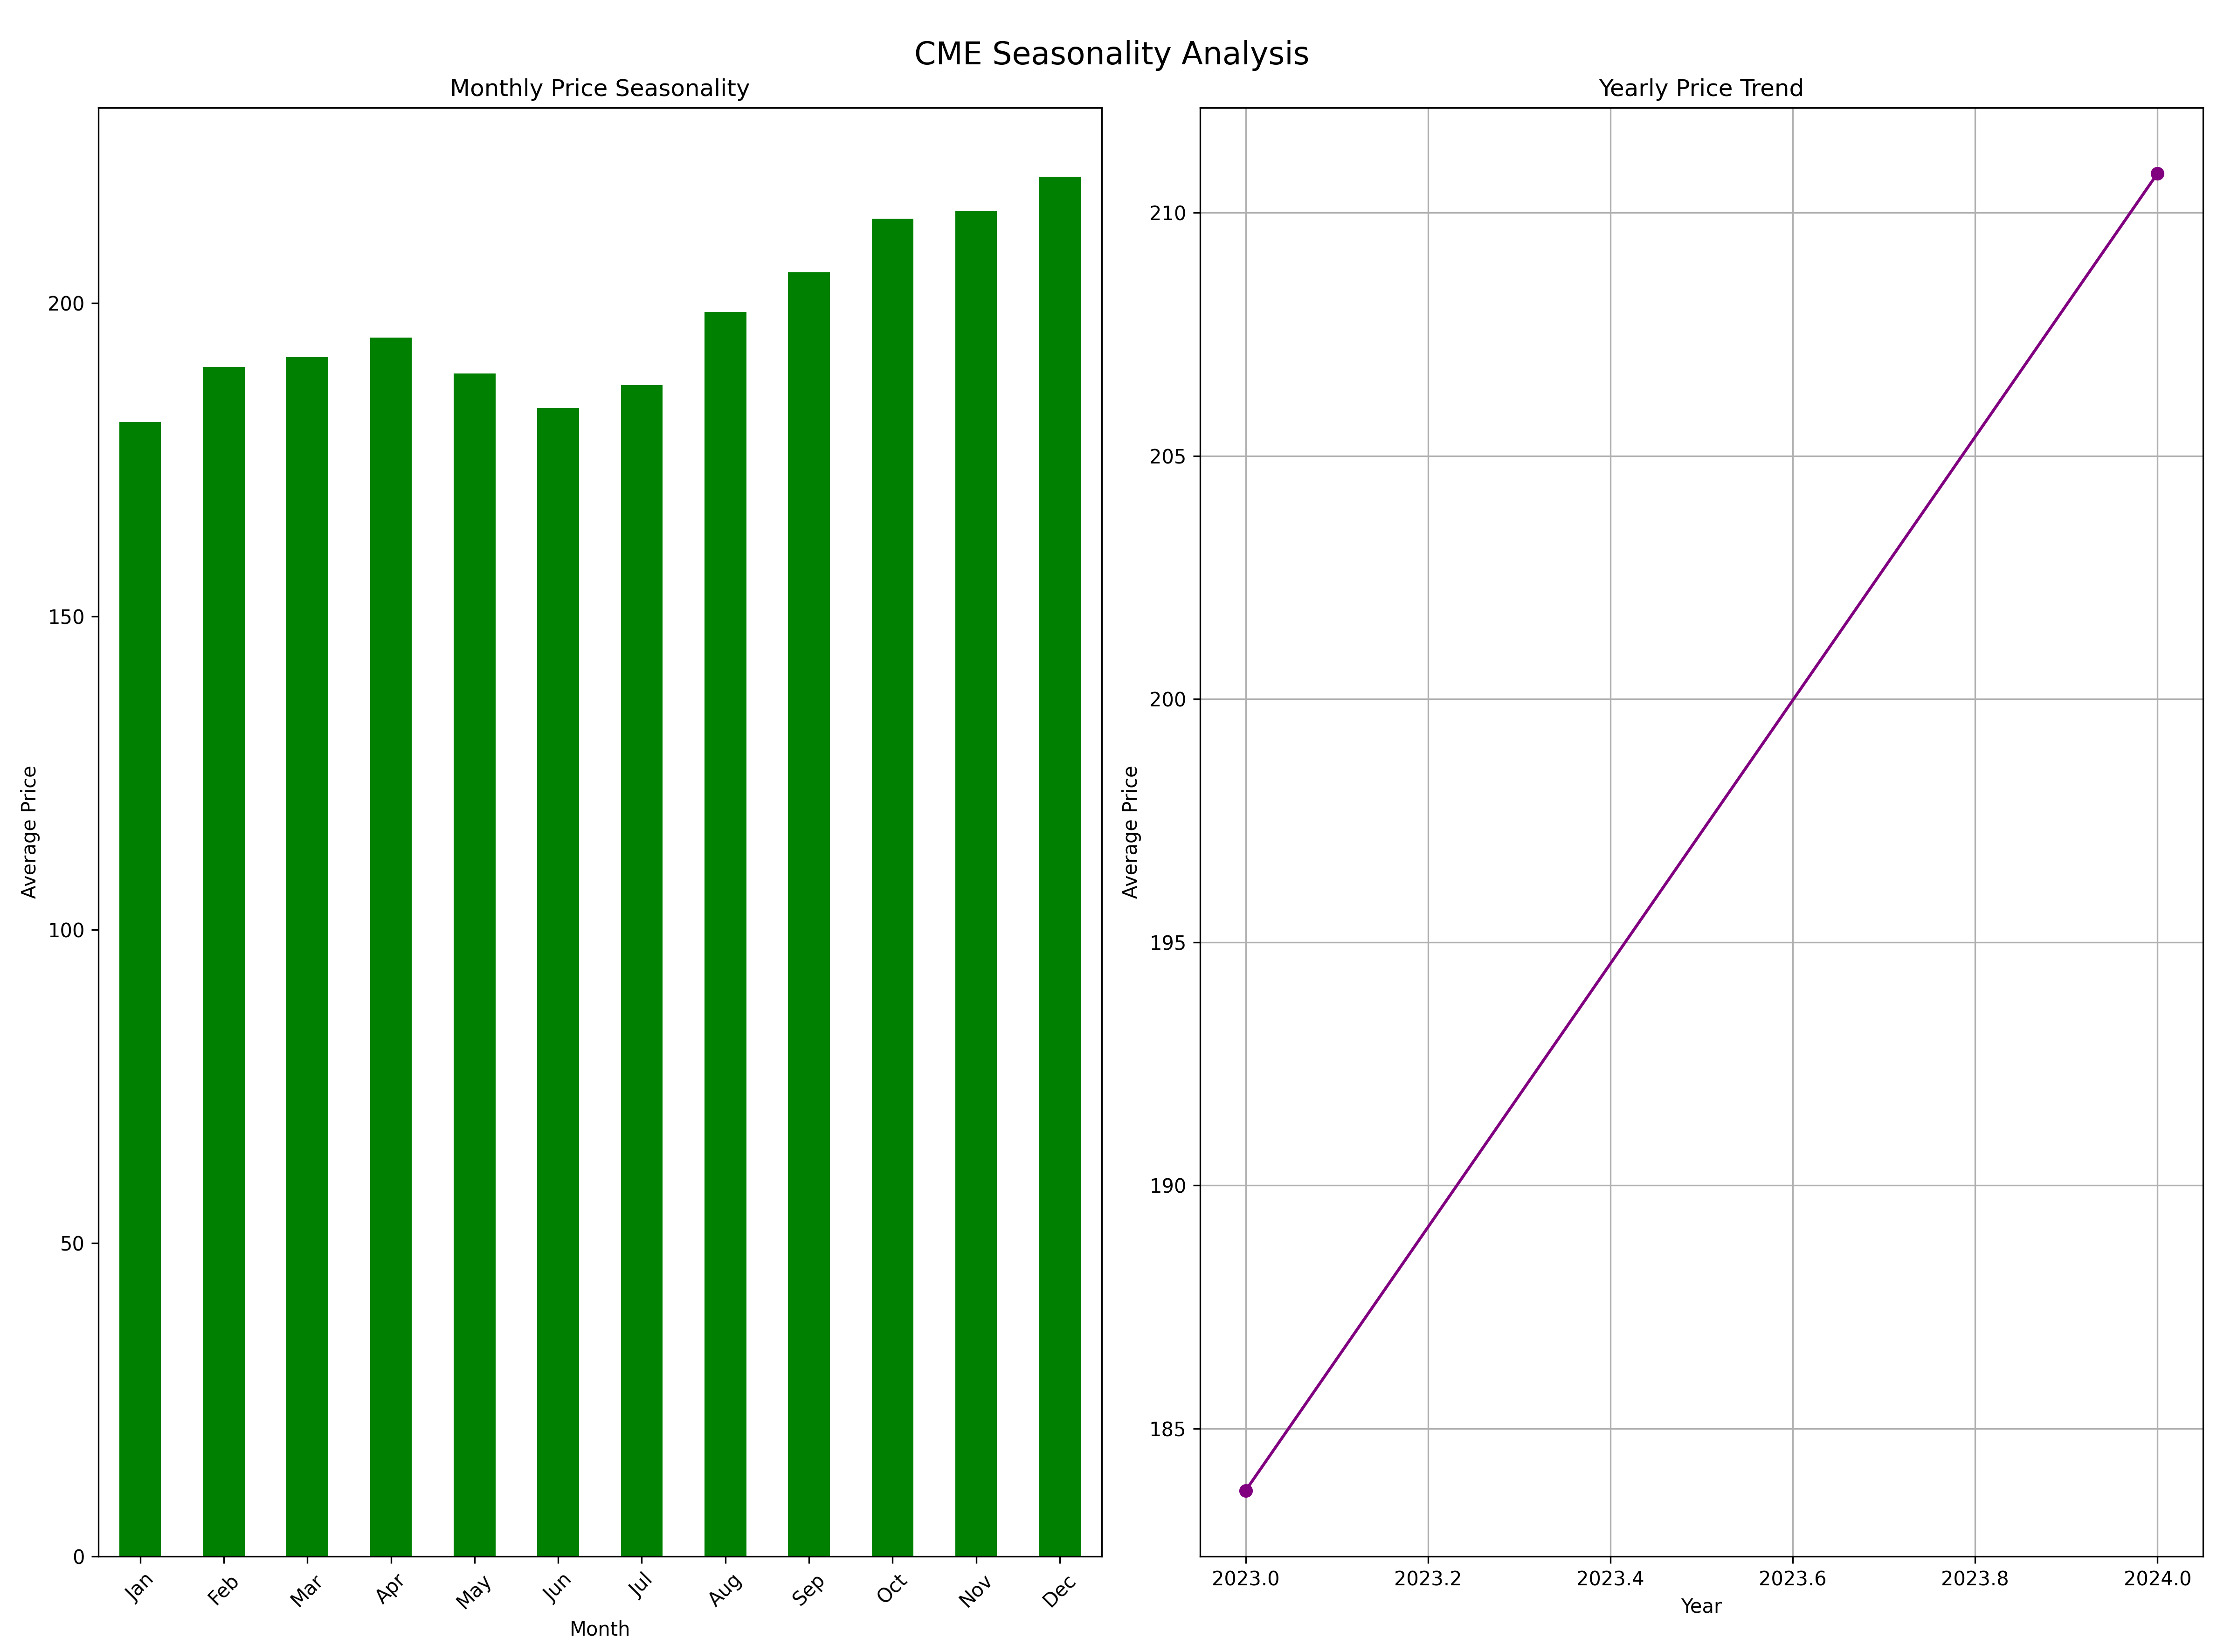 CME Seasonality Analysis
Monthly Price Seasonality
Average Price
200
150
100
50
0
Jan Feb Mar Apr May Jun Jul Aug Sep Oct Nov Dec
Month
Yearly Price Trend
Average Price
210
205
200
195
190
185
2023.0 2023.2 2023.4 2023.6 2023.8 2024.0
Year